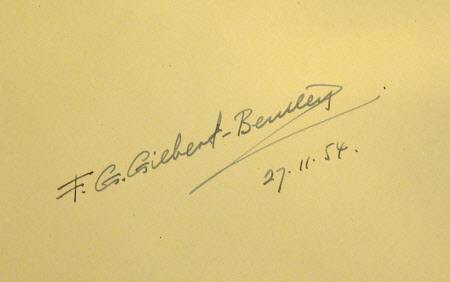 F. G. Gilbert-Bentley
27. 11. 54.